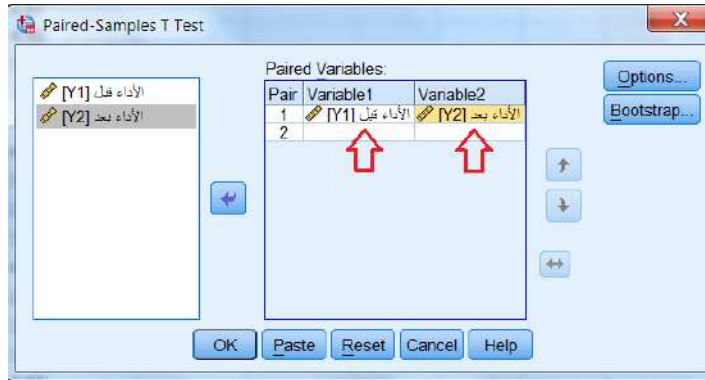 Paired-Samples T Test
الأداء قبل [Y1]
الأداء بعد [Y2]
Paired Variables:
Pair Variable1 Variable2
1 الأداء قبل [Y1] الأداء بعد [Y2]
2
Options...
Bootstrap...
OK Paste Reset Cancel Help